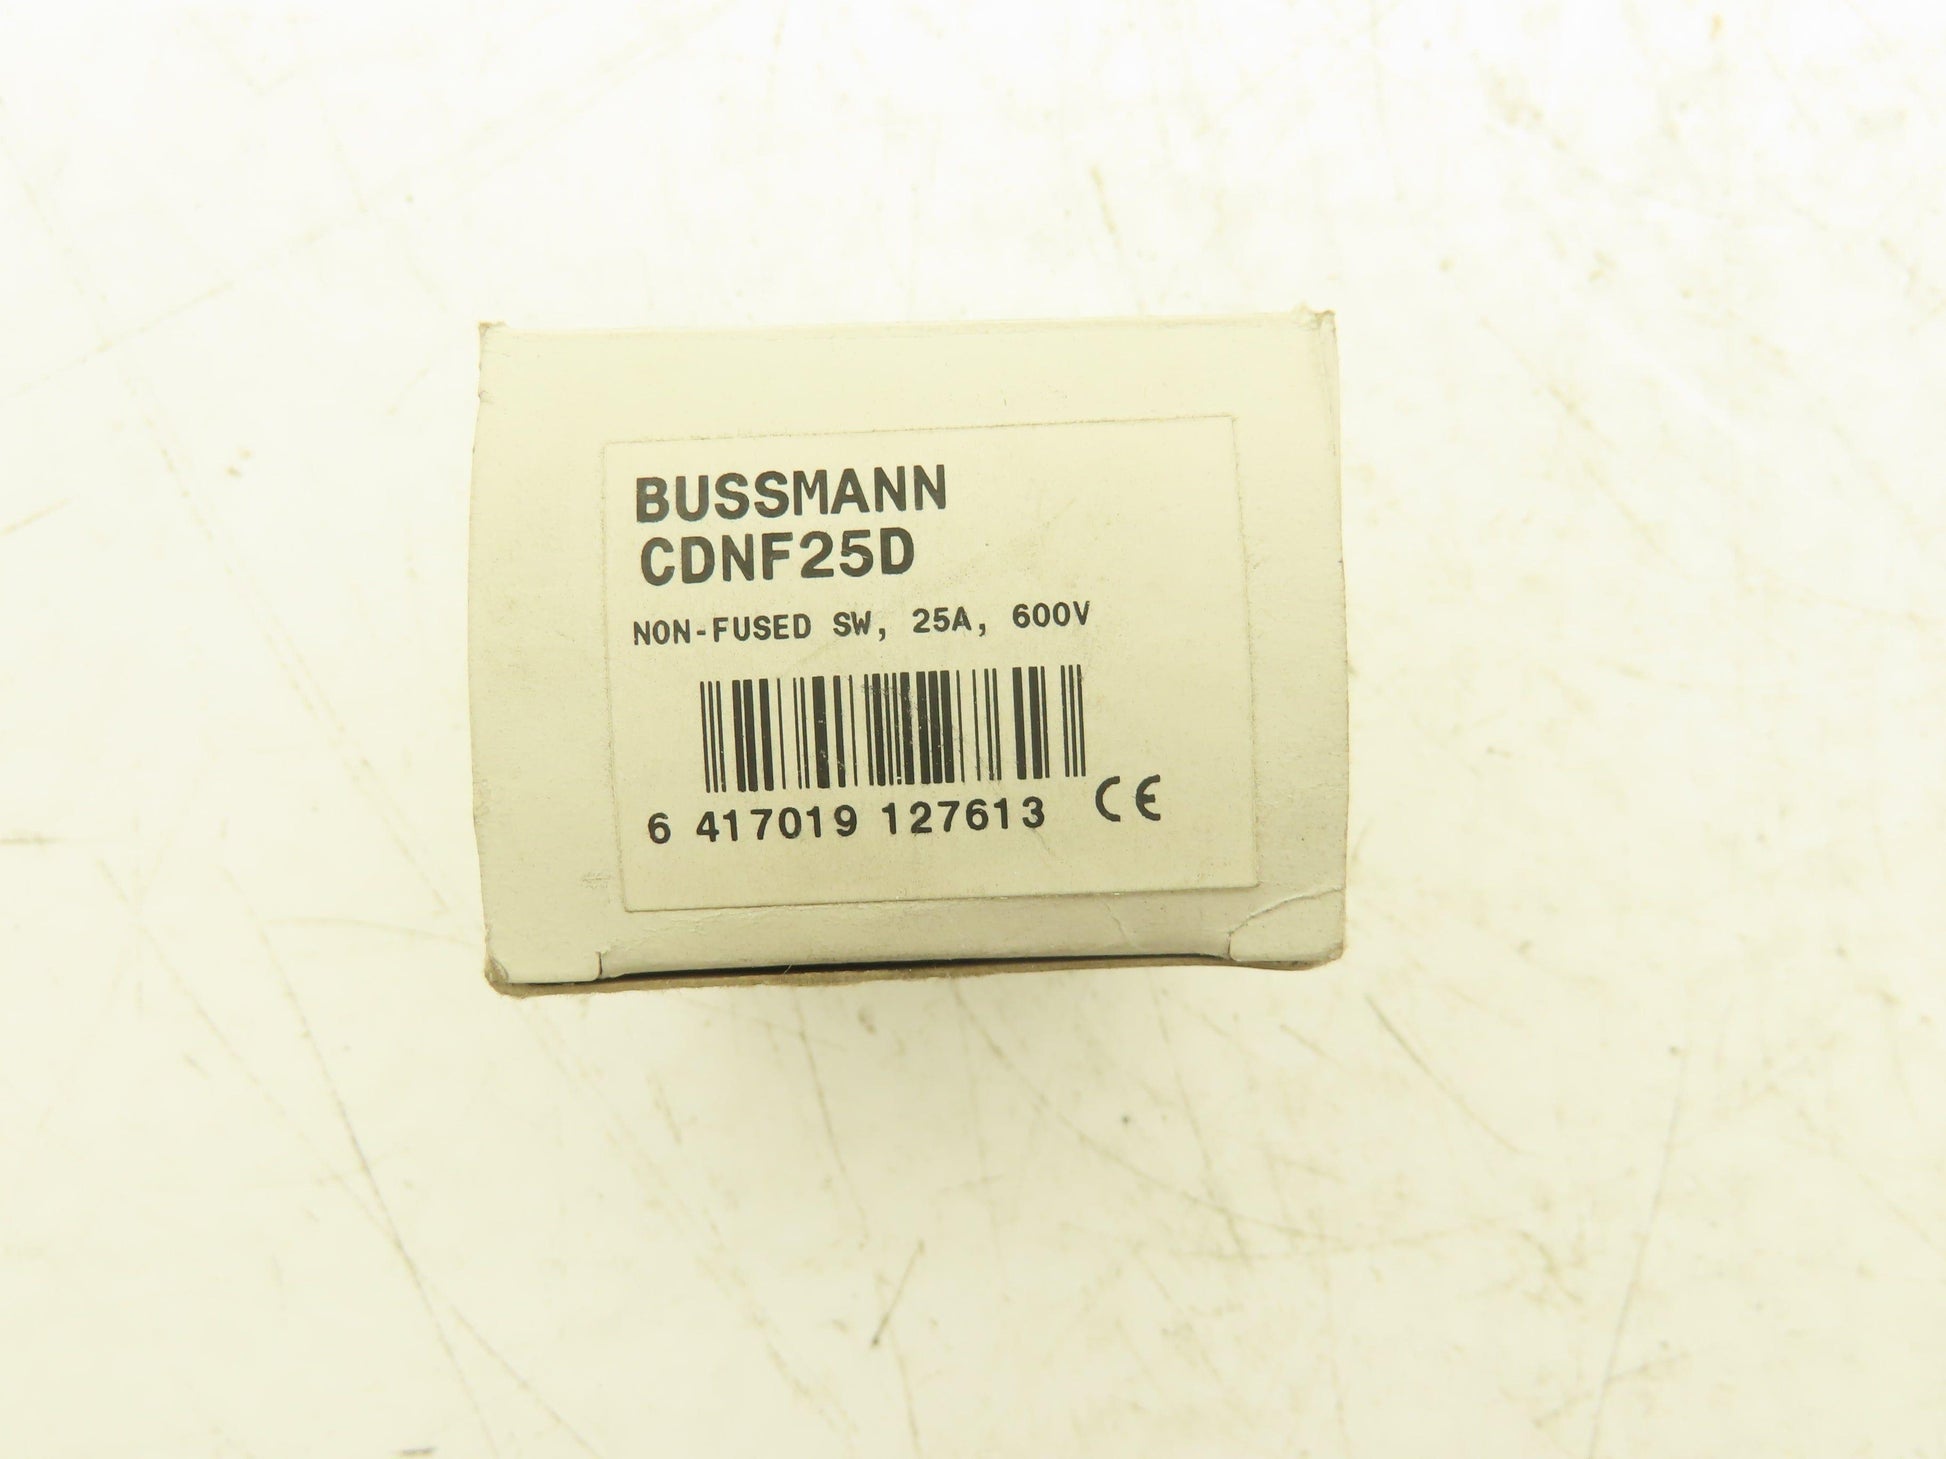 BUSSMANN
CDNF25D
NON-FUSED SW, 25A, 600V
6 417019 127613 CE